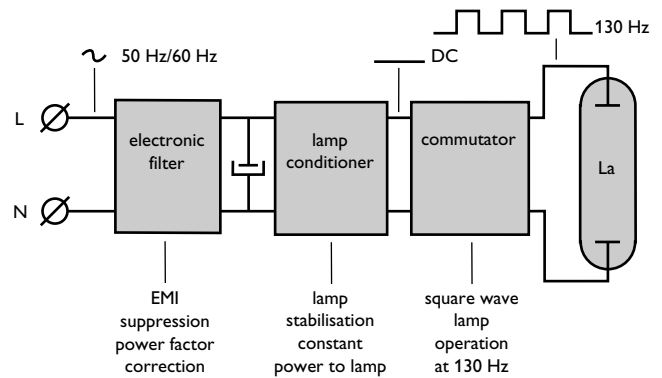 130 Hz
50 Hz/60 Hz
DC
L
electronic
filter
lamp
conditioner
commutator
La
N
EMI
suppression
power factor
correction
lamp
stabilisation
constant
power to lamp
square wave
lamp
operation
at 130 Hz